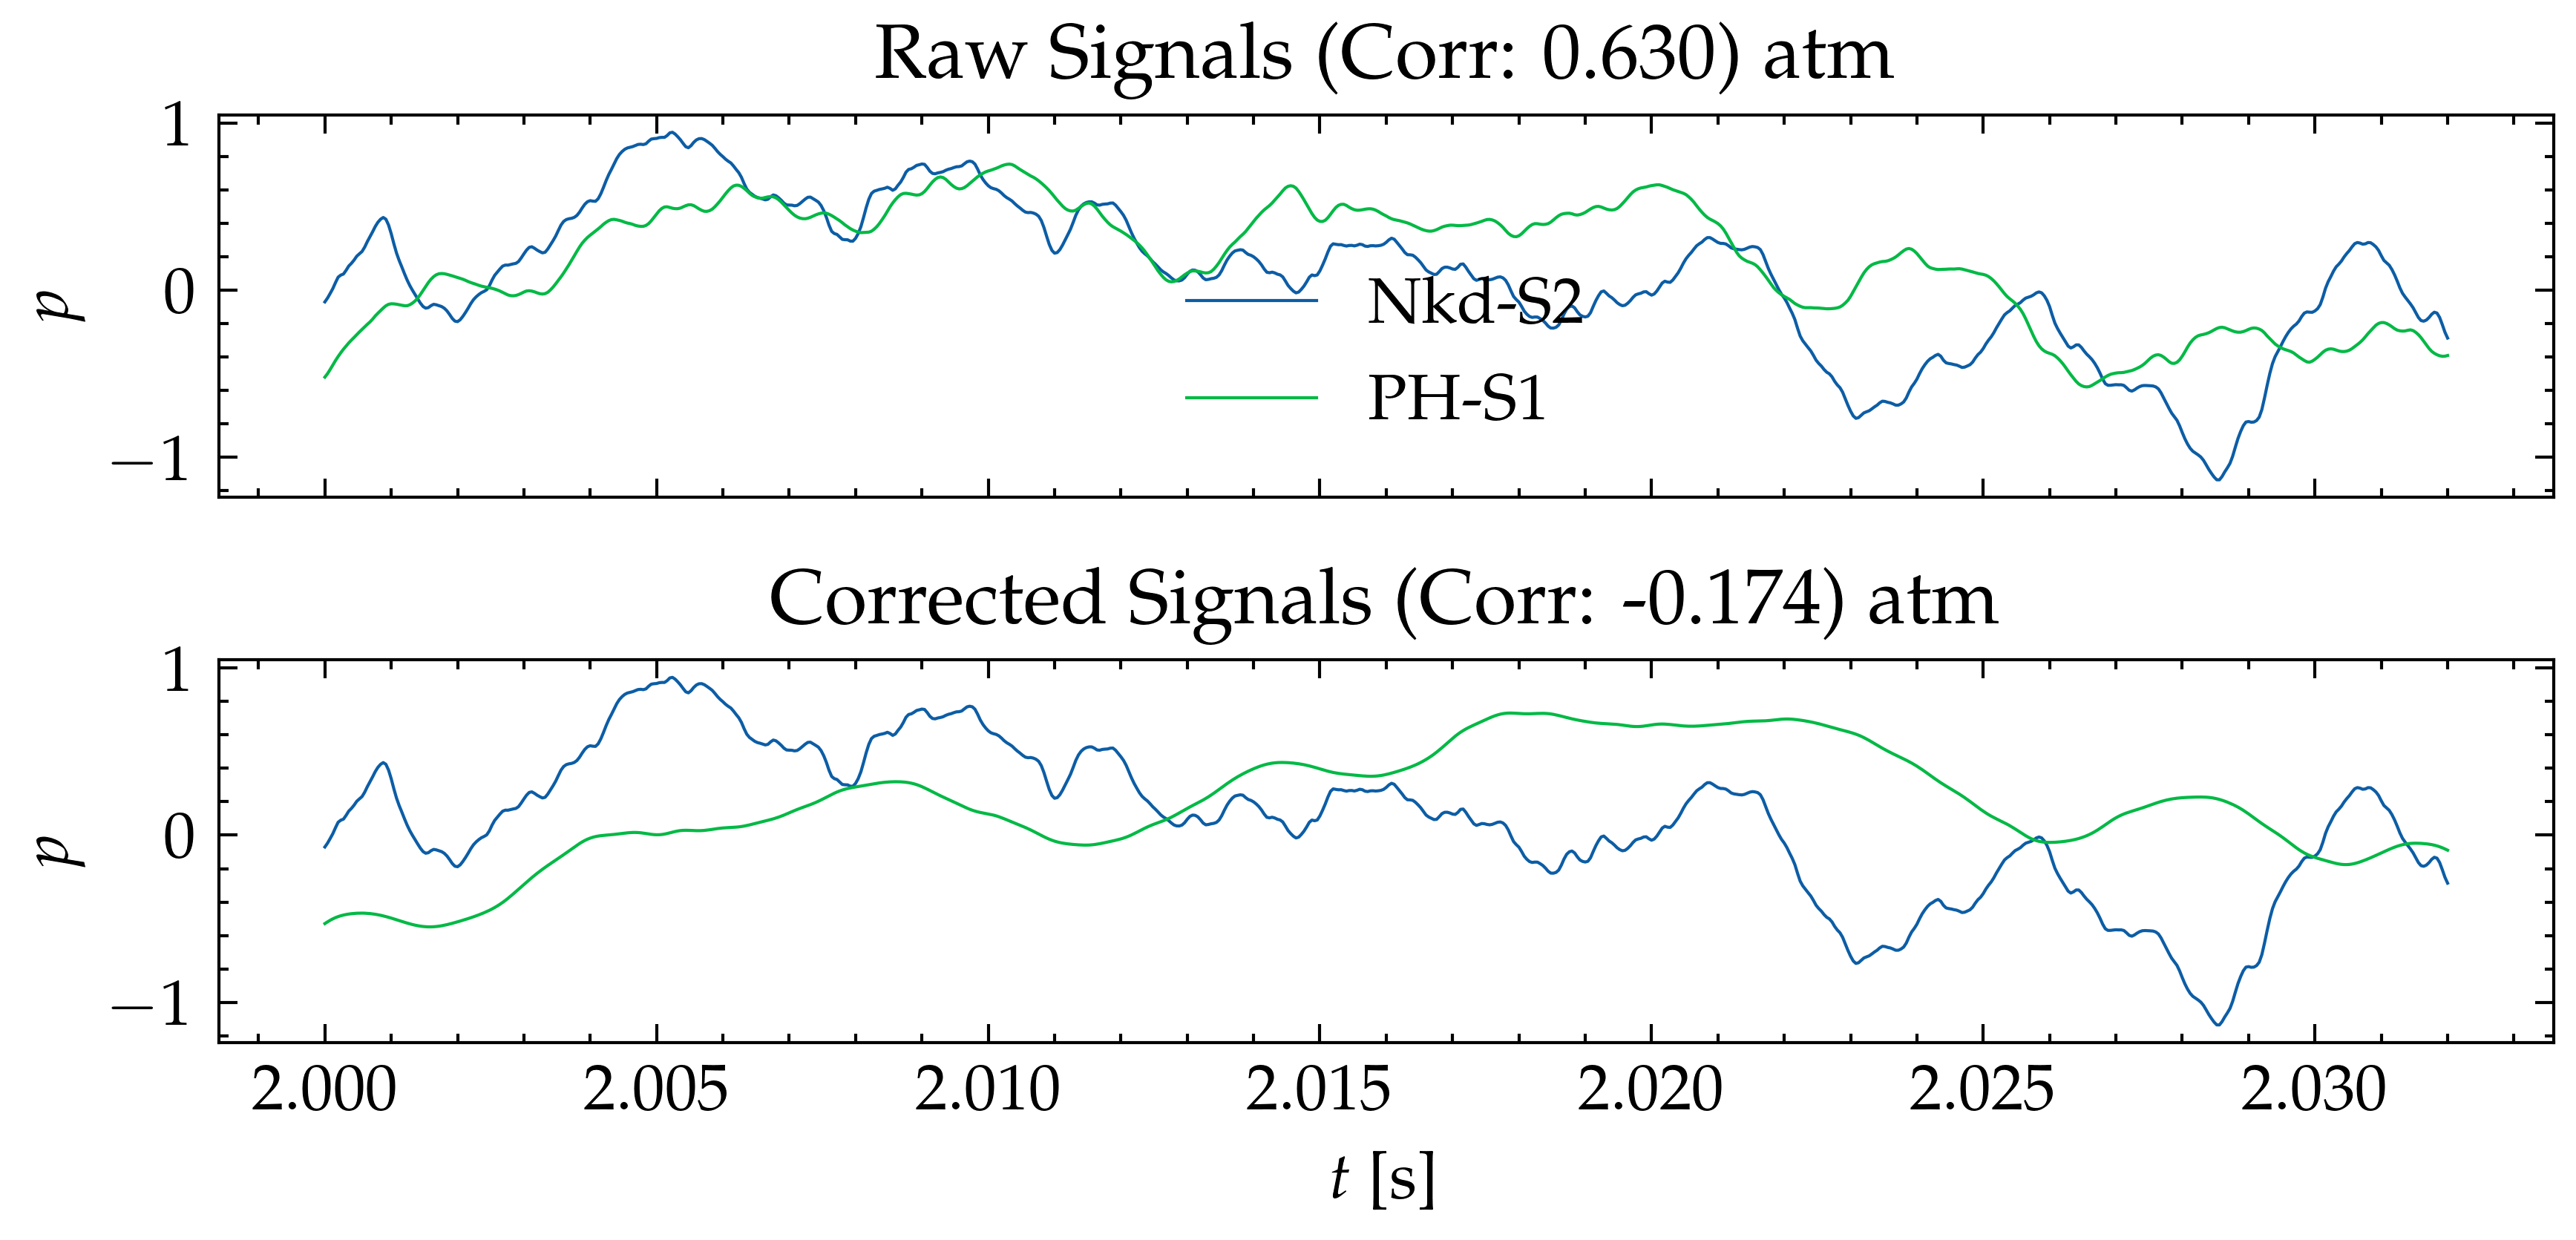 Raw Signals (Corr: 0.630) atm
1
0
−1
p
Nkd-S2
PH-S1
Corrected Signals (Corr: -0.174) atm
1
0
−1
p
2.000 2.005 2.010 2.015 2.020 2.025 2.030
t [s]